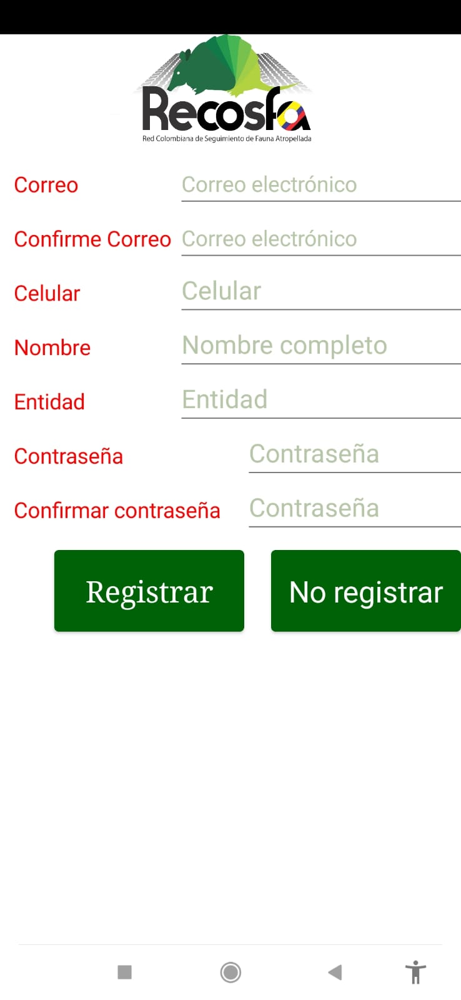 Recosfa
Red Colombiana de Seguimiento de Fauna Atropellada
Correo Correo electrónico
Confirme Correo Correo electrónico
Celular Celular
Nombre Nombre completo
Entidad Entidad
Contraseña Contraseña
Confirmar contraseña Contraseña
Registrar No registrar